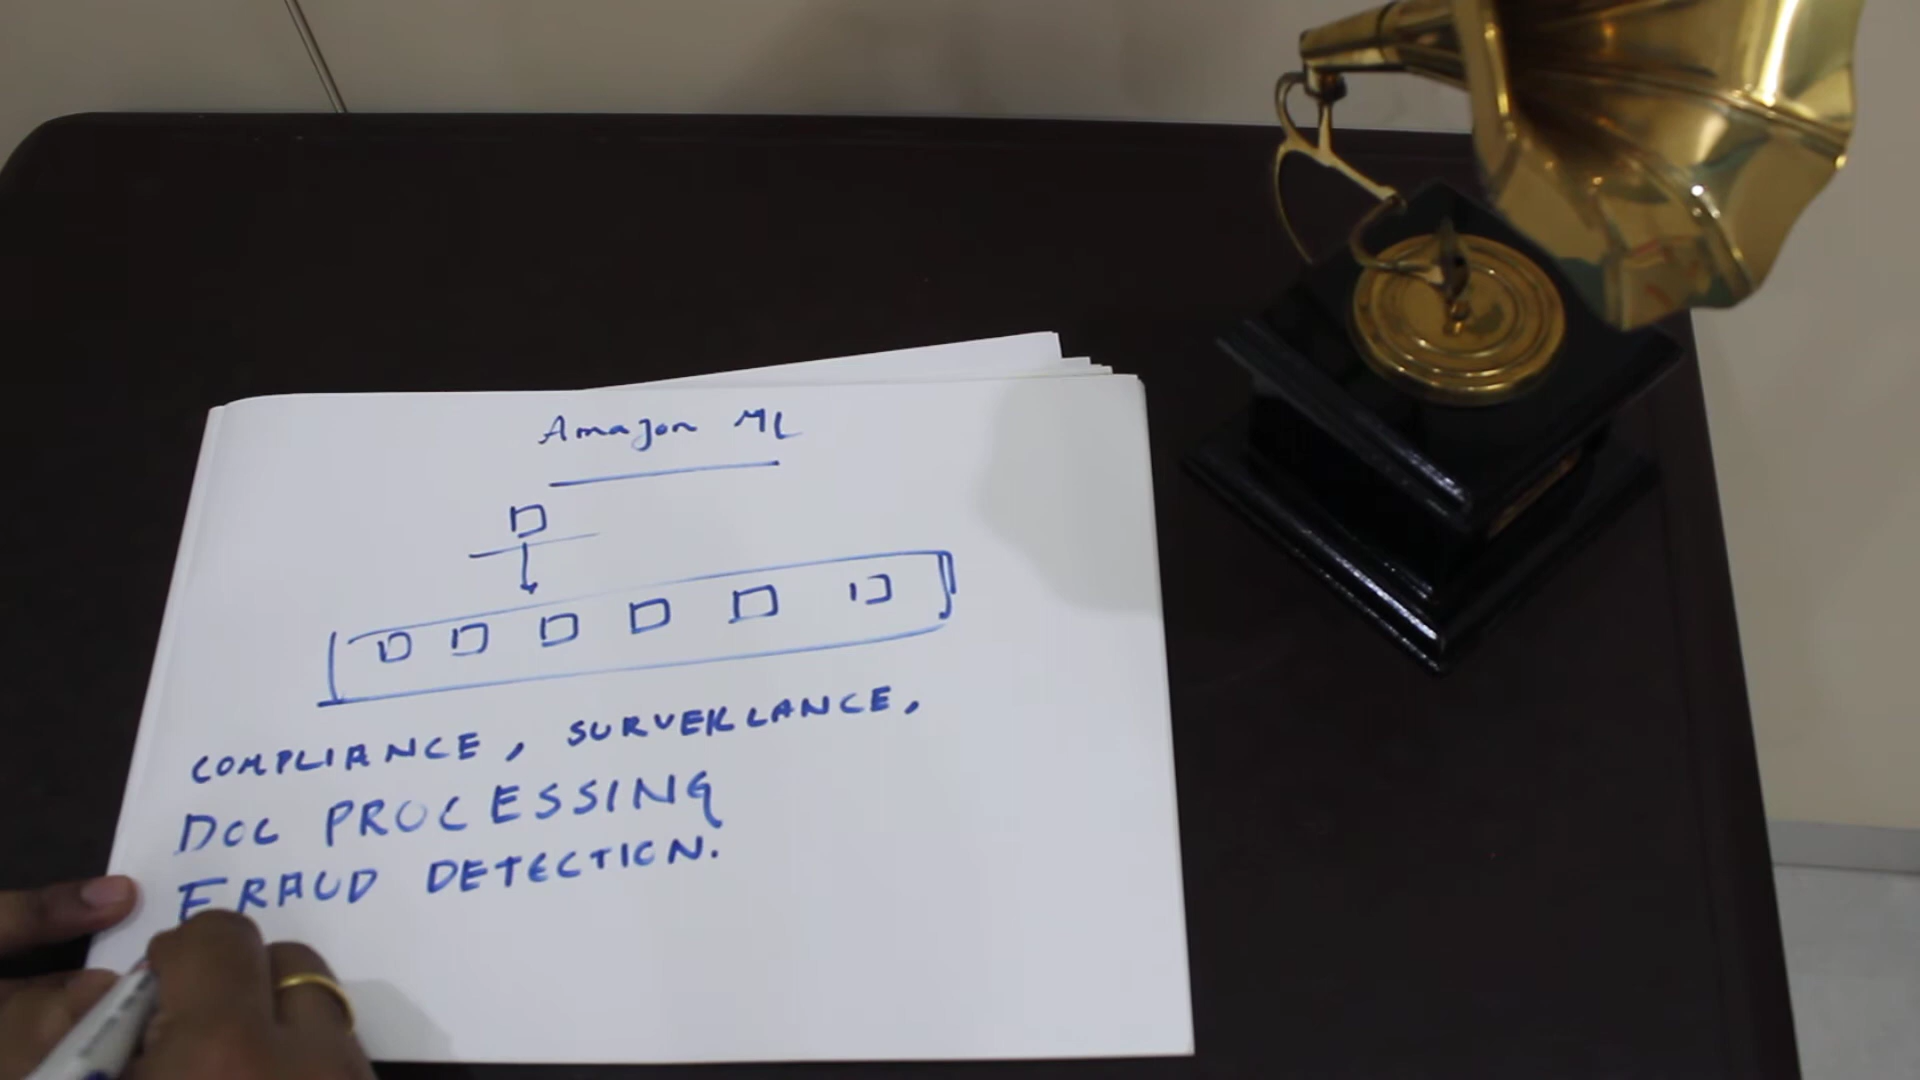 Amazon ML
COMPLIANCE, SURVEILLANCE,
DOC PROCESSING
FRAUD DETECTION.